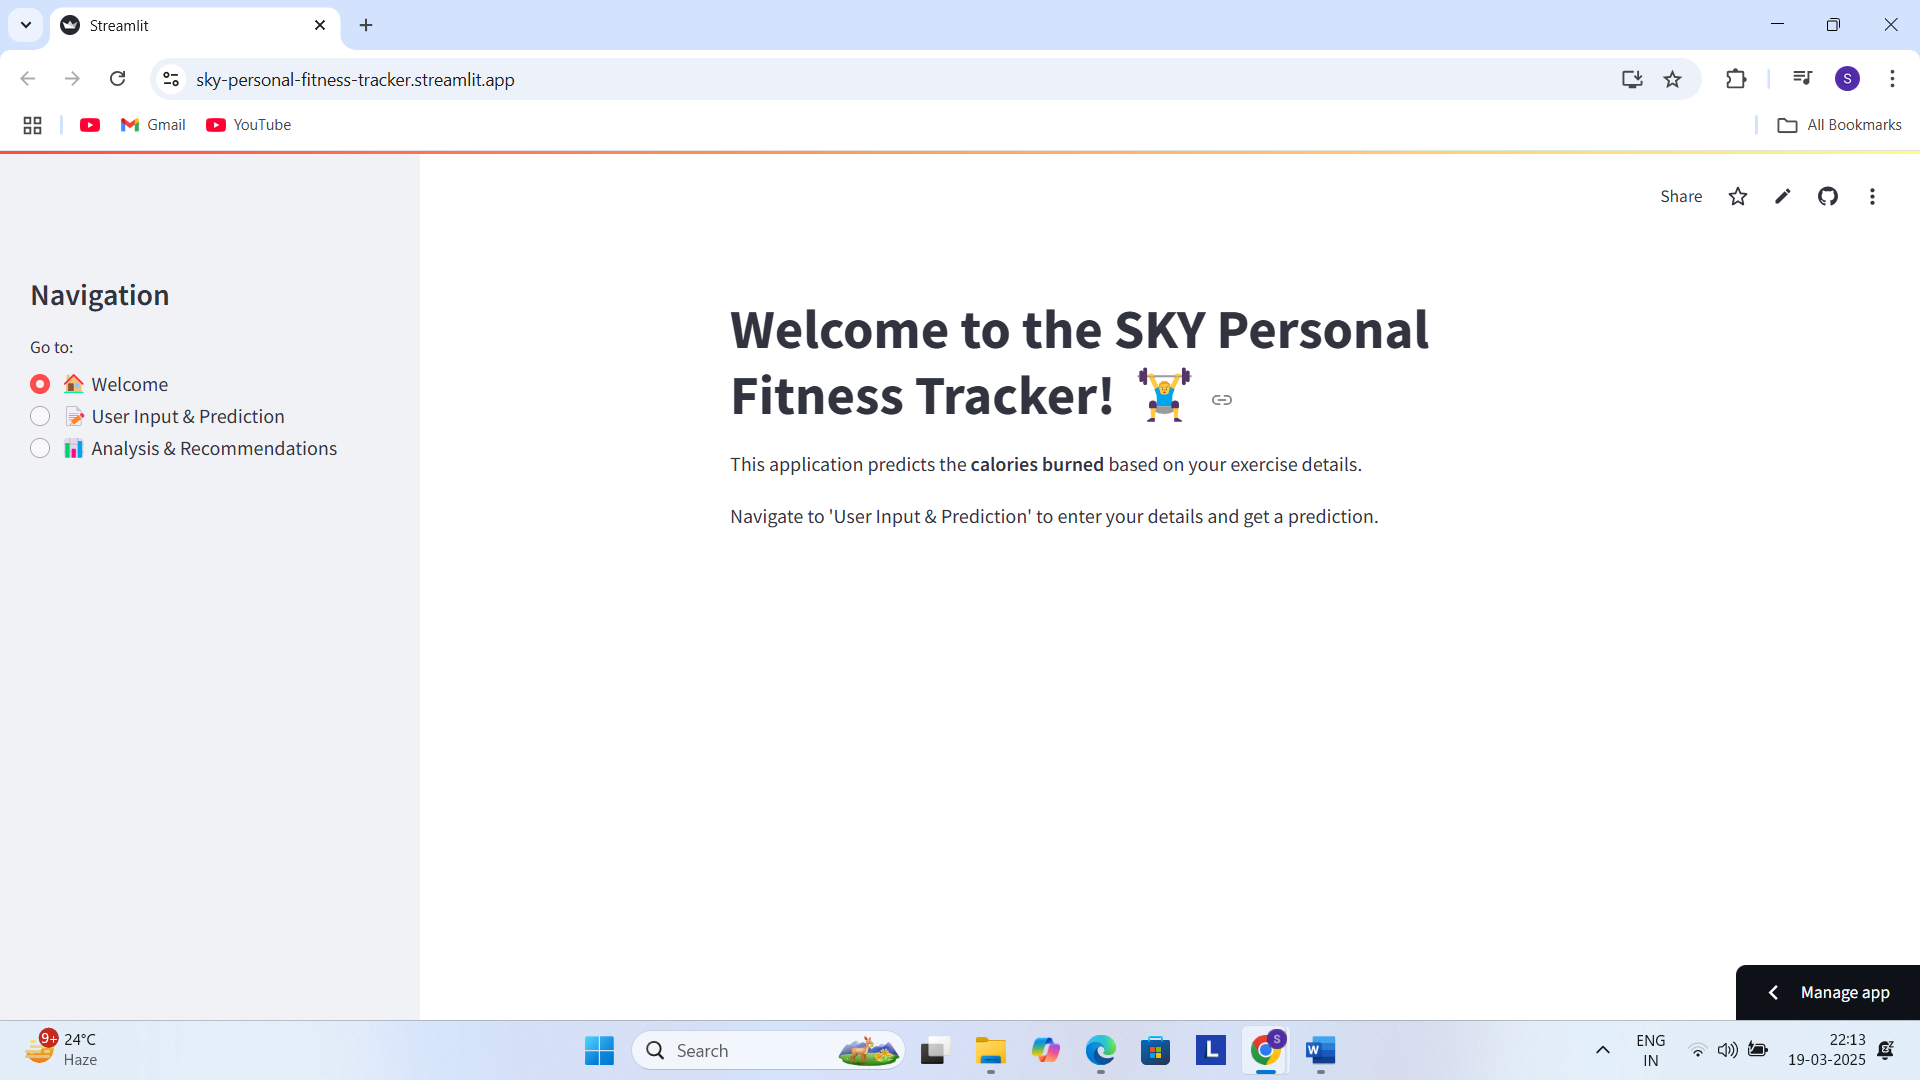 Streamlit
sky-personal-fitness-tracker.streamlit.app
S
Gmail
YouTube
All Bookmarks
Share
Navigation
Go to:
Welcome
User Input & Prediction
Analysis & Recommendations
Welcome to the SKY Personal
Fitness Tracker!
This application predicts the calories burned based on your exercise details.
Navigate to 'User Input & Prediction' to enter your details and get a prediction.
Manage app
9+
24°C
Haze
Search
L
S
W
ENG
IN
22:13
19-03-2025